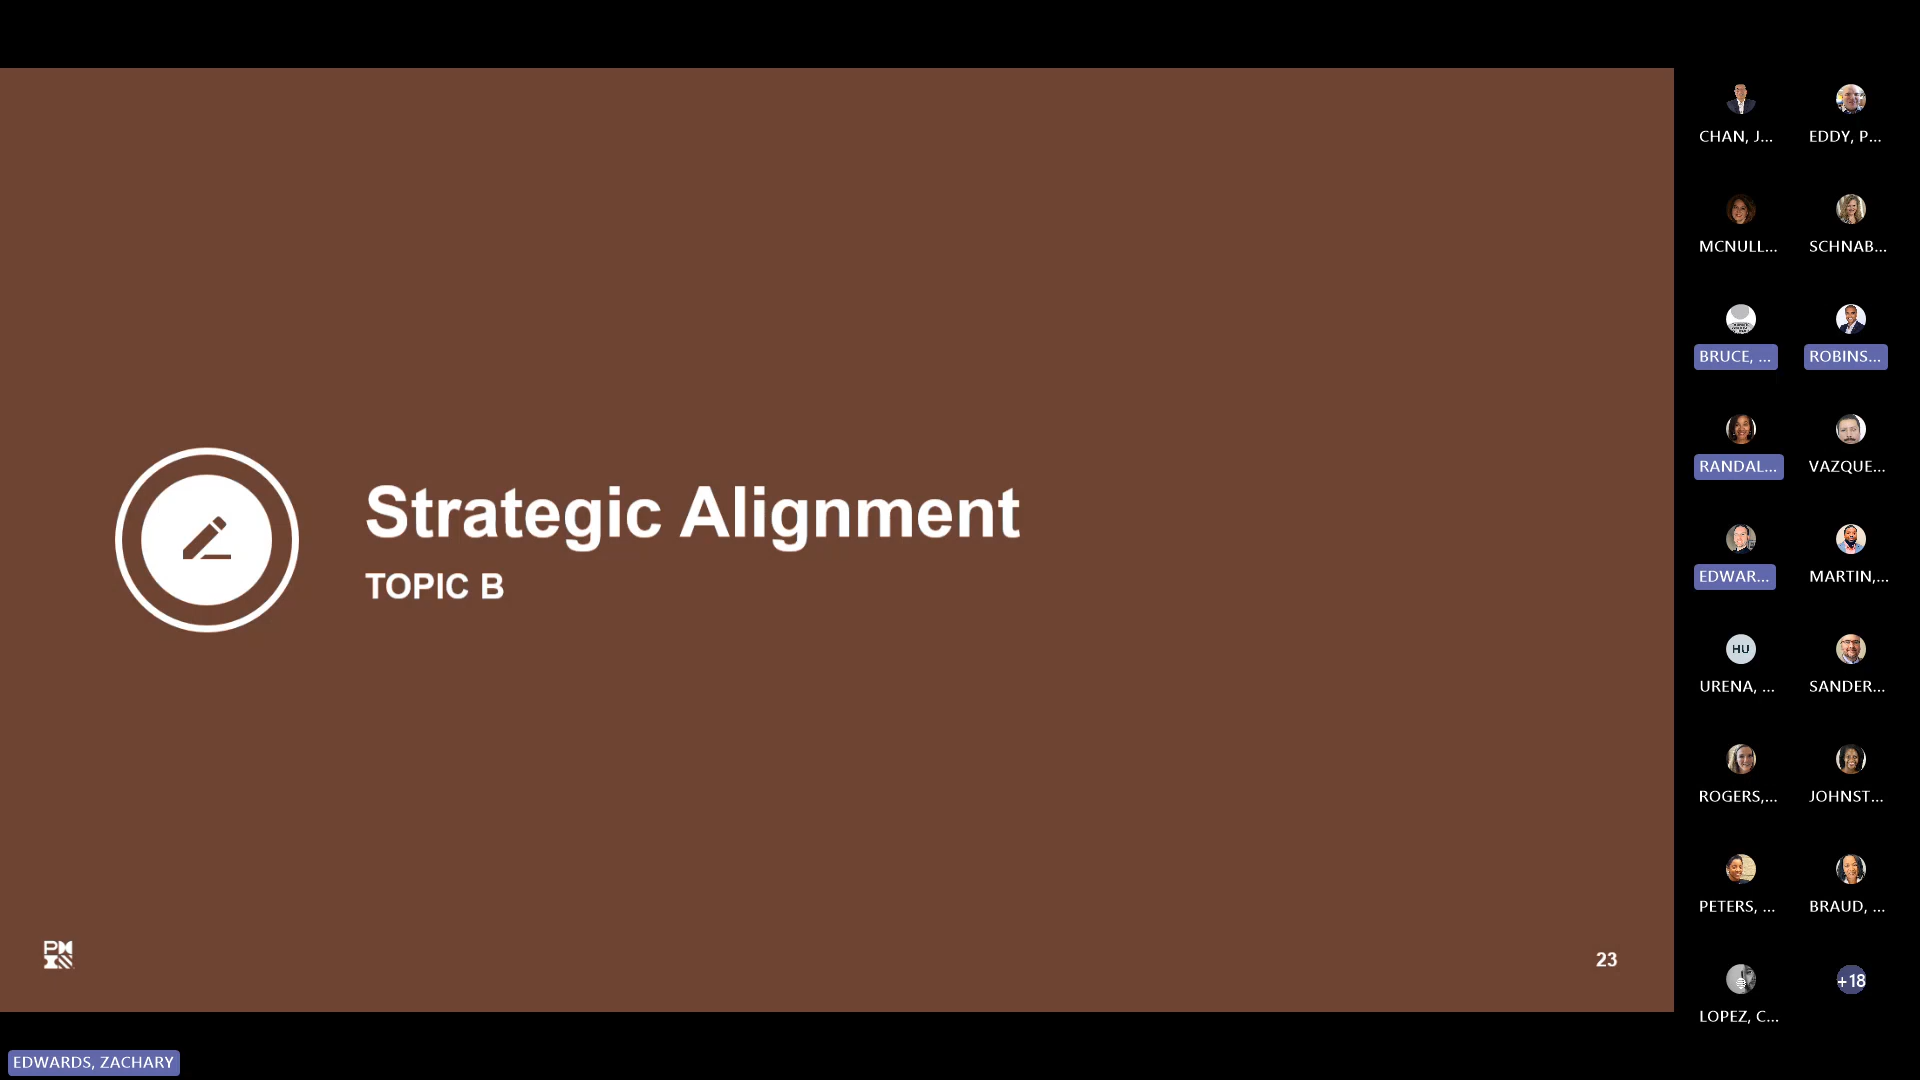 Strategic Alignment
TOPIC B
PM
23
CHAN, J...
EDDY, P...
MCNULL...
SCHNAB...
BRUCE, ...
ROBINS...
RANDAL...
VAZQUE...
EDWAR...
MARTIN,...
HU
URENA, ...
SANDER...
ROGERS,...
JOHNST...
PETERS, ...
BRAUD, ...
LOPEZ, C...
+18
EDWARDS, ZACHARY